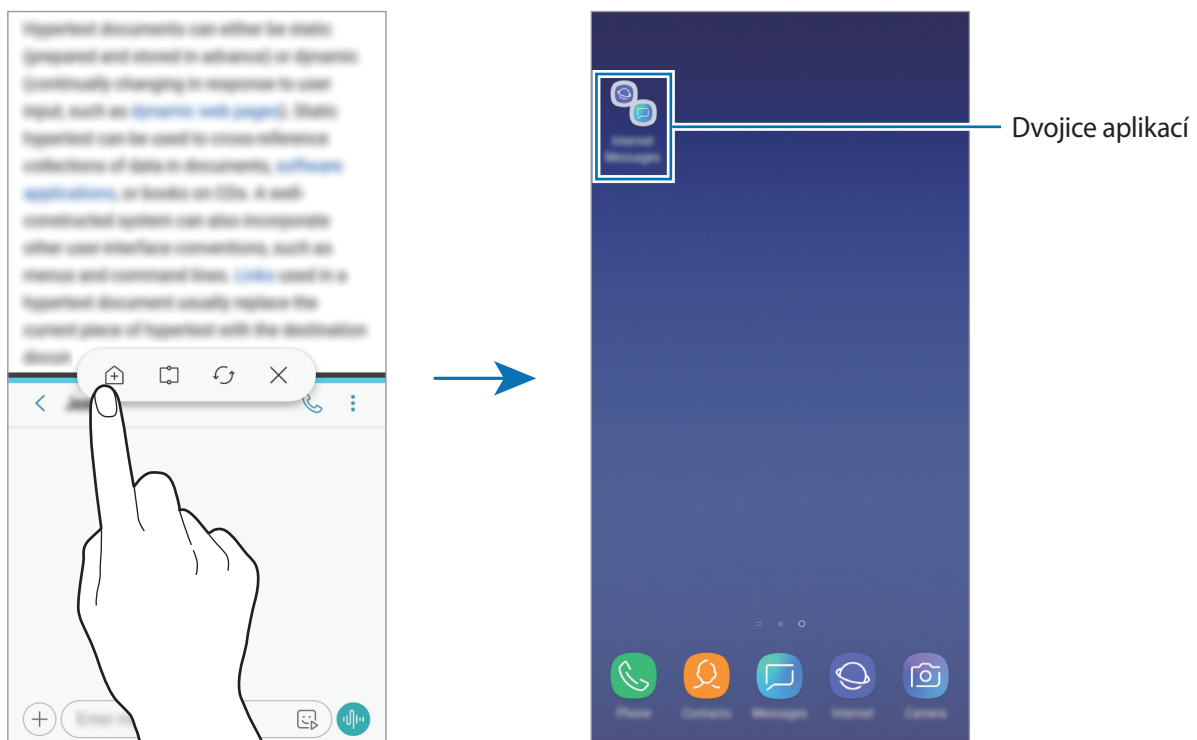 Hypertext documents can either be static
(prepared and stored in advance) or dynamic
(continually changing in response to user
input, such as dynamic web pages). Static
hypertext can be used to cross-reference
collections of data in documents, software
applications, or books on CDs. A well-
constructed system can also incorporate
other user-interface conventions, such as
menus and command lines. Links used in a
hypertext document usually replace the
current piece of hypertext with the destination
docum
Enter
Internet
Messages
Dvojice aplikací
Phone
Contacts
Messages
Internet
Camera